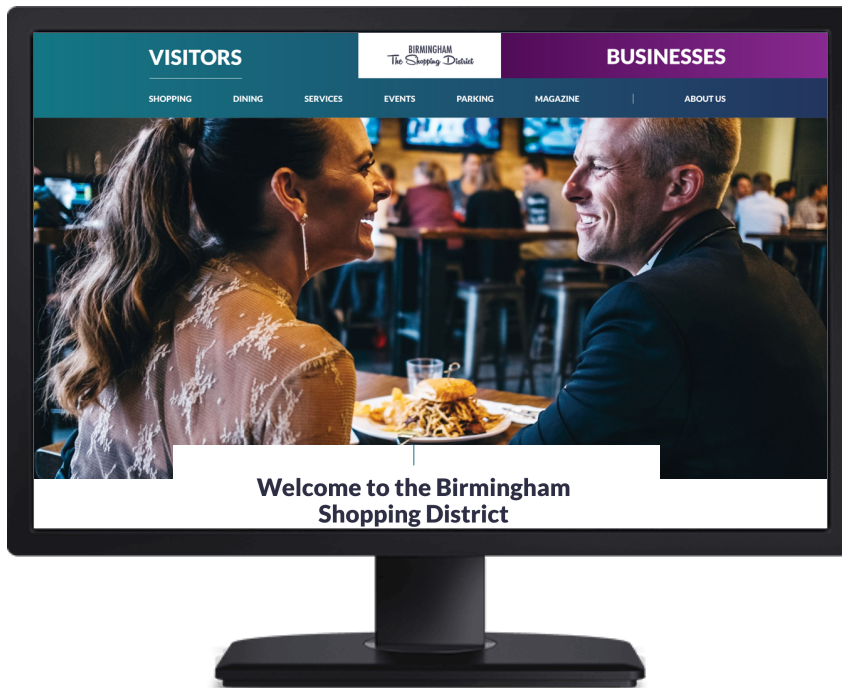 VISITORS
BIRMINGHAM
The Shopping District
BUSINESSES
SHOPPING DINING SERVICES EVENTS PARKING MAGAZINE | ABOUT US
Welcome to the Birmingham
Shopping District